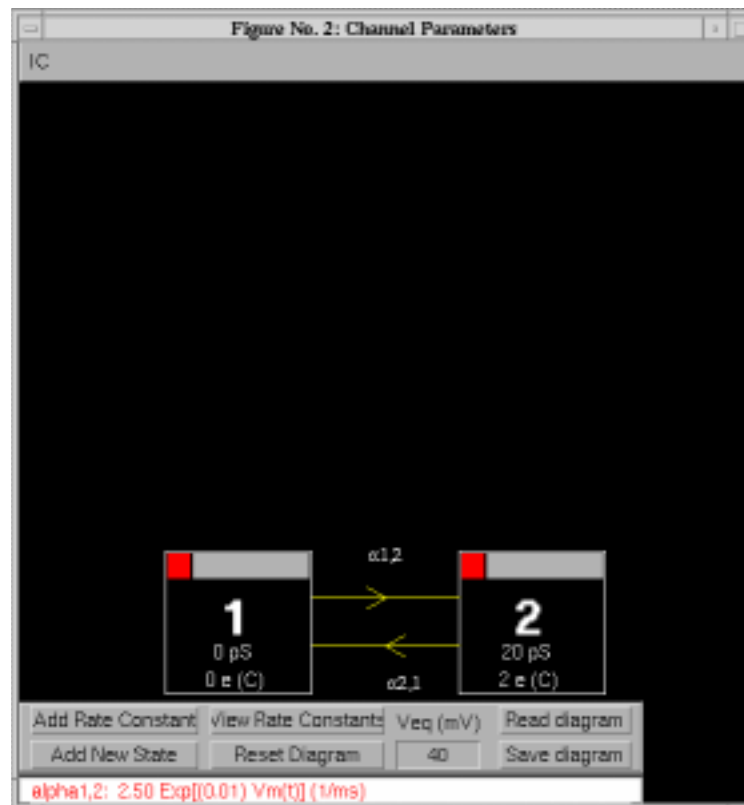 Figure No. 2: Channel Parameters
IC
α1,2
1
0 pS
0 e (C)
2
20 pS
2 e (C)
α2,1
Add Rate Constant View Rate Constants Veq (mV) Read diagram
Add New State Reset Diagram 40 Save diagram
alpha1,2: 2.50 Exp[(0.01) Vm(t)] (1/ms)